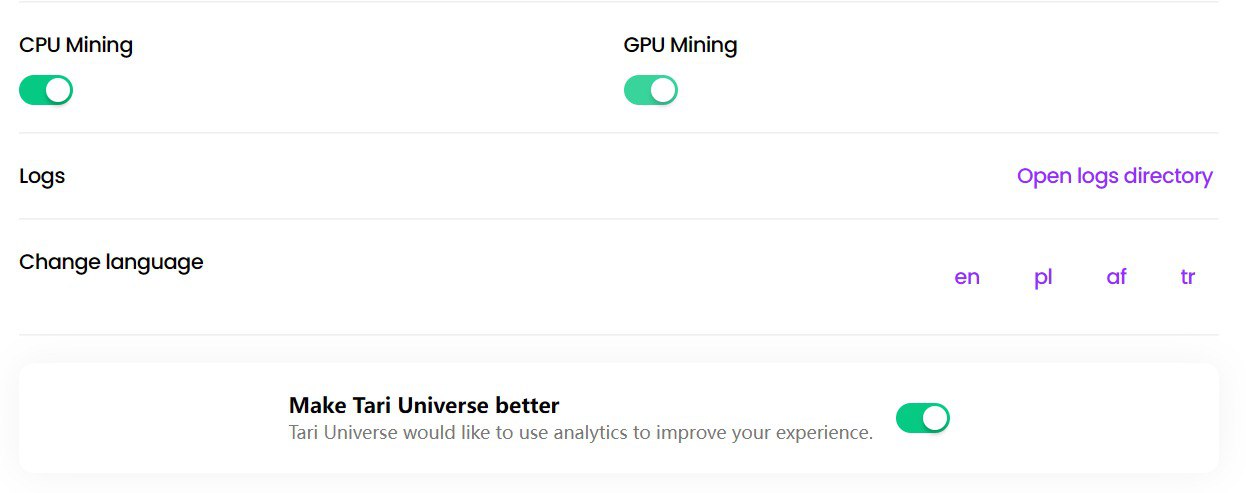 CPU Mining
GPU Mining
Logs
Open logs directory
Change language
en
pl
af
tr
Make Tari Universe better
Tari Universe would like to use analytics to improve your experience.